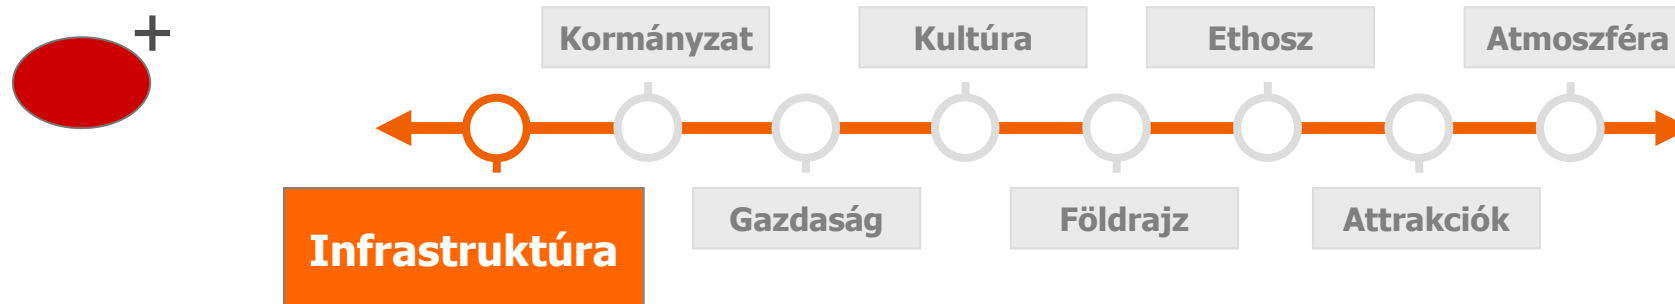 +
Kormányzat
Kultúra
Ethosz
Atmoszféra
Infrastruktúra
Gazdaság
Földrajz
Attrakciók